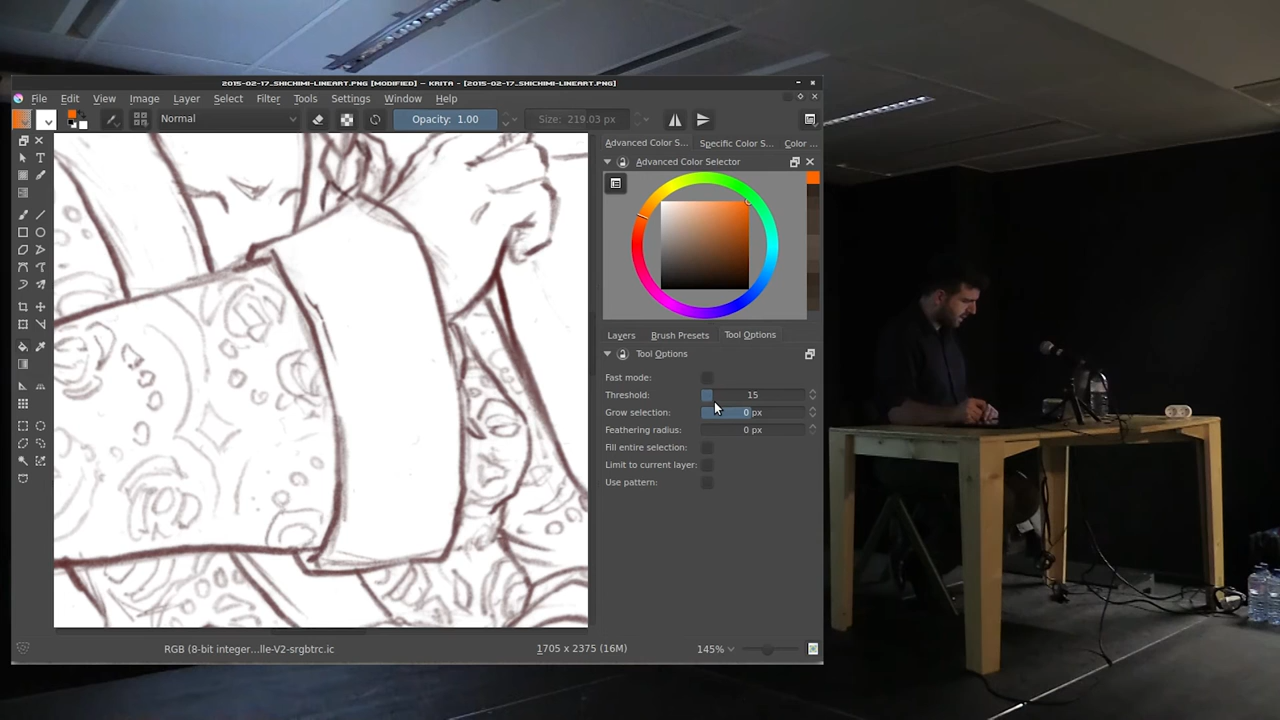 2015-02-17_SHICHIMI-LINEART.PNG [MODIFIED] – KRITA - [2015-02-17_SHICHIMI-LINEART.PNG]
File Edit View Image Layer Select Filter Tools Settings Window Help
Normal Opacity: 1.00 Size: 219.03 px
Advanced Color S... Specific Color S... Color ...
Advanced Color Selector
Layers Brush Presets Tool Options
Tool Options
Fast mode:
Threshold: 15
Grow selection: 0 px
Feathering radius: 0 px
Fill entire selection:
Limit to current layer:
Use pattern:
RGB (8-bit integer...lle-V2-srgbtrc.ic 1705 x 2375 (16M) 145%